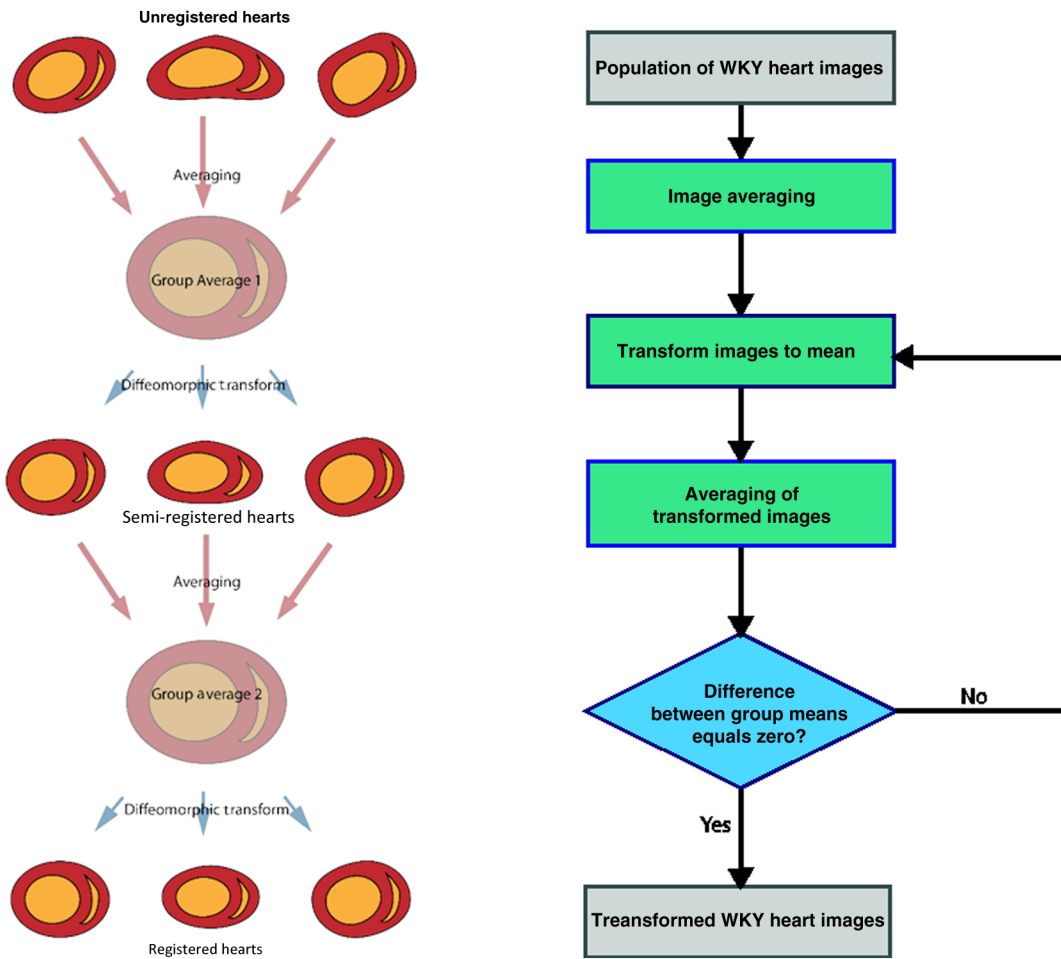 Unregistered hearts
Averaging
Group Average 1
Diffeomorphic transform
Semi-registered hearts
Averaging
Group average 2
Diffeomorphic transform
Registered hearts
Population of WKY heart images
Image averaging
Transform images to mean
Averaging of
transformed images
Difference
between group means
equals zero?
No
Yes
Treansformed WKY heart images